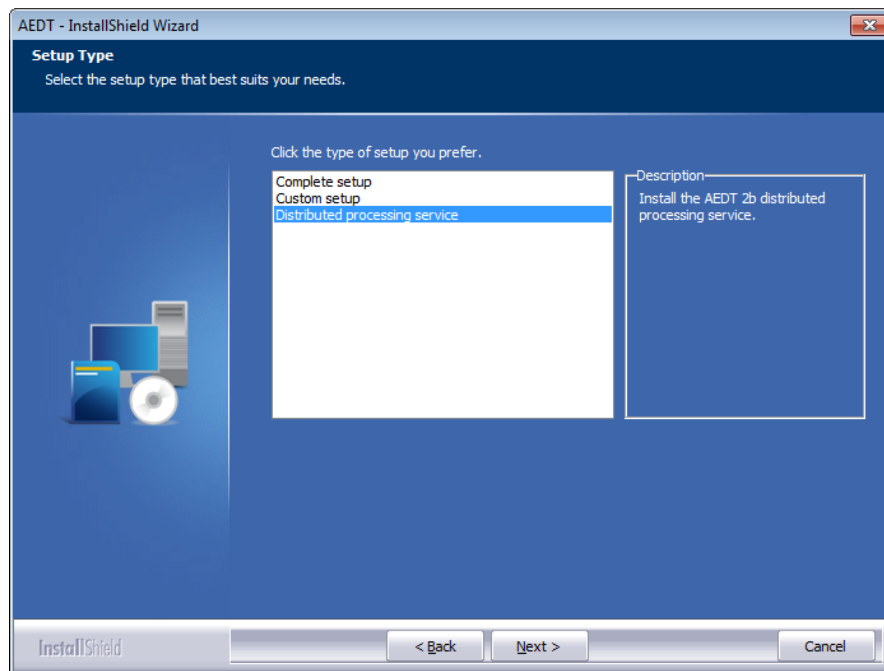 AEDT - InstallShield Wizard
Setup Type
Select the setup type that best suits your needs.
Click the type of setup you prefer.
Complete setup
Custom setup
Distributed processing service
Description
Install the AEDT 2b distributed
processing service.
InstallShield
< Back
Next >
Cancel